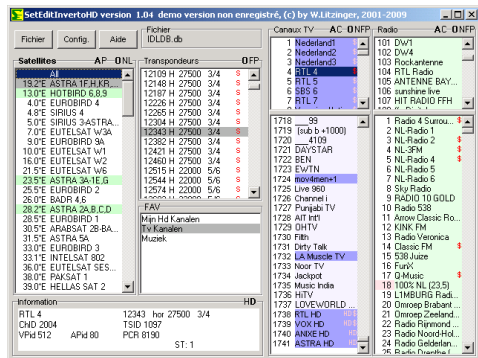 SetEditInvertoHD version 1.04 demo version non enregistré, (c) by W.Litzinger, 2001-2009
Fichier
Config.
Aide
Fichier
IDLDB.db
Satellites AP ONL
All
19.2°E ASTRA 1F,H,KR,...
13.0°E HOTBIRD 6,8,9
4.0°E EUROBIRD 4
4.8°E SIRIUS 4
5.0°E SIRIUS 3-ASTRA...
7.0°E EUTELSAT W3A
9.0°E EUROBIRD 9A
10.0°E EUTELSAT W1
16.0°E EUTELSAT W2
21.5°E EUTELSAT W6
23.5°E ASTRA 3A-1E,G
25.5°E EUROBIRD 2
26.0°E BADR 4,6
28.2°E ASTRA 2A,B,C,D
28.5°E EUROBIRD 1
30.5°E ARABSAT 2B-BA...
31.5°E ASTRA 5A
33.0°E EUROBIRD 3
33.1°E INTELSAT 802
36.0°E EUTELSAT SES...
38.0°E PAKSAT 1
39.0°E HELLAS SAT 2
Transpondeurs OFP
12109 H 27500 3/4 S
12148 H 27500 3/4 S
12187 H 27500 3/4 S
12226 H 27500 3/4 S
12265 H 27500 3/4 S
12304 H 27500 3/4 S
12343 H 27500 3/4 S
12382 H 27500 3/4 S
12421 H 27500 3/4 S
12460 H 27500 3/4 S
12515 H 22000 5/6 S
12544 H 22000 5/6 S
12574 H 22000 5/6 S
FAV
Mijn Hd Kanalen
Tv Kanalen
Muziek
Information HD
RTL 4 12343 hor 27500 3/4
ChID 2004 TSID 1097
VPid 512 APid 80 PCR 8190
ST: 1
Canaux TV AC ONFP
1 Nederland1
2 Nederland2
3 Nederland3
4 RTL 4 S
5 RTL 5
6 SBS 6
7 RTL 7
1718 ___99
1719 (sub b +1000)
1720 ___4109
1721 DAYSTAR
1722 BEN
1723 EWTN
1724 mov4men+1
1725 Live 960
1726 Channel i
1727 Punjabi TV
1728 AIT Int'l
1729 OHTV
1730 Filth
1731 Dirty Talk
1732 LA Muscle TV
1733 Noor TV
1734 Jackpot
1735 Music India
1736 HiTV
1737 LOVEWORLD ...
1738 RTL HD HD $
1739 VOX HD HD $
1740 ANIXE HD HD
1741 ASTRA HD HD
Radio AC ONFP
101 DW1
102 DW4
103 Rockantenne
104 RTL Radio
105 ANTENNE BAY...
106 sunshine live
107 HIT RADIO FFH
1 Radio 4 Surrou... $
2 NL-Radio 1
3 NL-Radio 2 $
4 NL-3FM $
5 NL-Radio 4 $
6 NL-Radio 5
7 NL-Radio 6
8 Sky Radio
9 RADIO 10 GOLD
10 Radio 538
11 Arrow Classic Ro...
12 KINK FM
13 Radio Veronica
14 Classic FM $
15 538 Juize
16 FunX
17 Q-Music $
18 100% NL (23,5)
19 L1MBURG Radi...
20 Omroep Brabant ...
21 Omroep Zeeland...
22 Radio Rijnmond ...
23 Radio Noord-Hol...
24 Radio Gelderlan...
25 Radio Drenthe (...